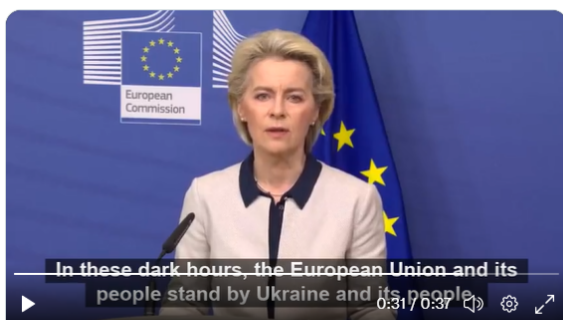 European
Commission
In these dark hours, the European Union and its
people stand by Ukraine and its people.
0:31 / 0:37